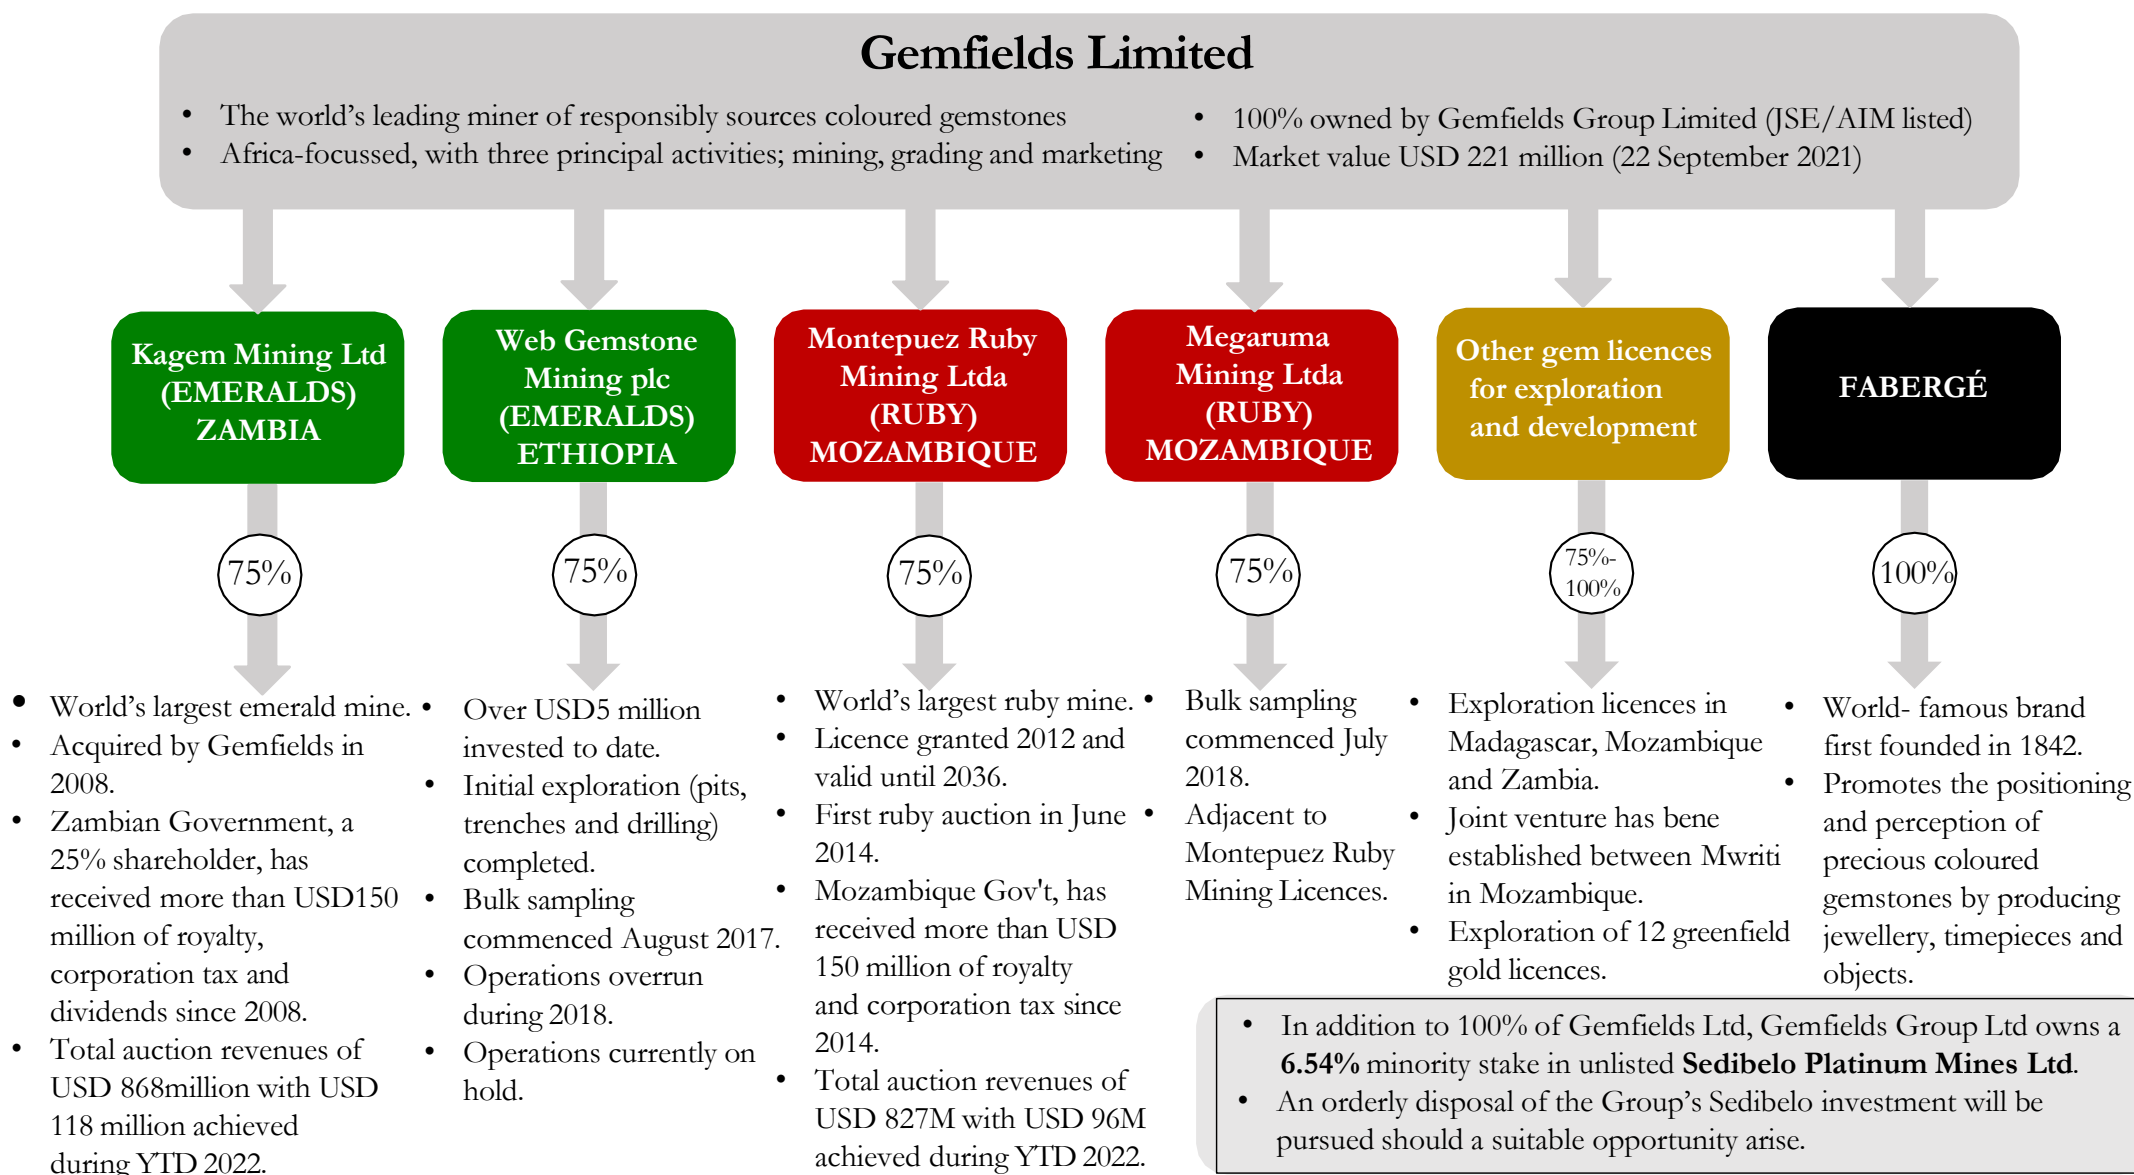 Gemfields Limited
• The world's leading miner of responsibly sources coloured gemstones
• Africa-focussed, with three principal activities; mining, grading and marketing
• 100% owned by Gemfields Group Limited (JSE/AIM listed)
• Market value USD 221 million (22 September 2021)
Kagem Mining Ltd
(EMERALDS)
ZAMBIA
Web Gemstone
Mining plc
(EMERALDS)
ETHIOPIA
Montepuez Ruby
Mining Ltda
(RUBY)
MOZAMBIQUE
Megaruma
Mining Ltda
(RUBY)
MOZAMBIQUE
Other gem licences
for exploration
and development
FABERGÉ
75%
75%
75%
75%
75%-
100%
100%
• World's largest emerald mine.
• Acquired by Gemfields in
2008.
• Zambian Government, a
25% shareholder, has
received more than USD150
million of royalty,
corporation tax and
dividends since 2008.
• Total auction revenues of
USD 868million with USD
118 million achieved
during YTD 2022.
• Over USD5 million
invested to date.
• Initial exploration (pits,
trenches and drilling)
completed.
• Bulk sampling
commenced August 2017.
• Operations overrun
during 2018.
• Operations currently on
hold.
• World's largest ruby mine.
• Licence granted 2012 and
valid until 2036.
• First ruby auction in June
2014.
• Mozambique Gov't, has
received more than USD
150 million of royalty
and corporation tax since
2014.
• Total auction revenues of
USD 827M with USD 96M
achieved during YTD 2022.
• Bulk sampling
commenced July
2018.
• Adjacent to
Montepuez Ruby
Mining Licences.
• Exploration licences in
Madagascar, Mozambique
and Zambia.
• Joint venture has bene
established between Mwriti
in Mozambique.
• Exploration of 12 greenfield
gold licences.
• World- famous brand
first founded in 1842.
• Promotes the positioning
and perception of
precious coloured
gemstones by producing
jewellery, timepieces and
objects.
• In addition to 100% of Gemfields Ltd, Gemfields Group Ltd owns a
6.54% minority stake in unlisted Sedibelo Platinum Mines Ltd.
• An orderly disposal of the Group's Sedibelo investment will be
pursued should a suitable opportunity arise.